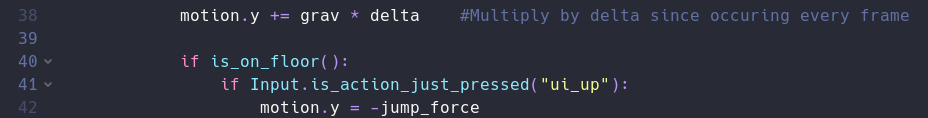 38 motion.y += grav * delta    #Multiply by delta since occuring every frame
39
40 if is_on_floor():
41     if Input.is_action_just_pressed("ui_up"):
42         motion.y = -jump_force